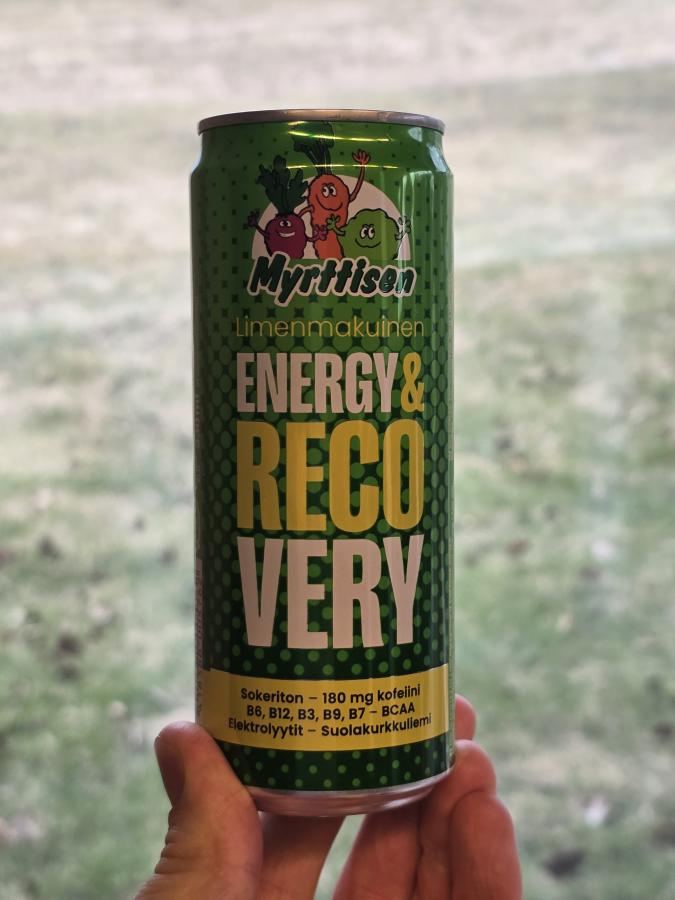 Myrttisen
Limenmakuinen
ENERGY &
RECO
VERY
Sokeriton – 180 mg kofeiini
B6, B12, B3, B9, B7 – BCAA
Elektrolyytit – Suolakurkkuliemi